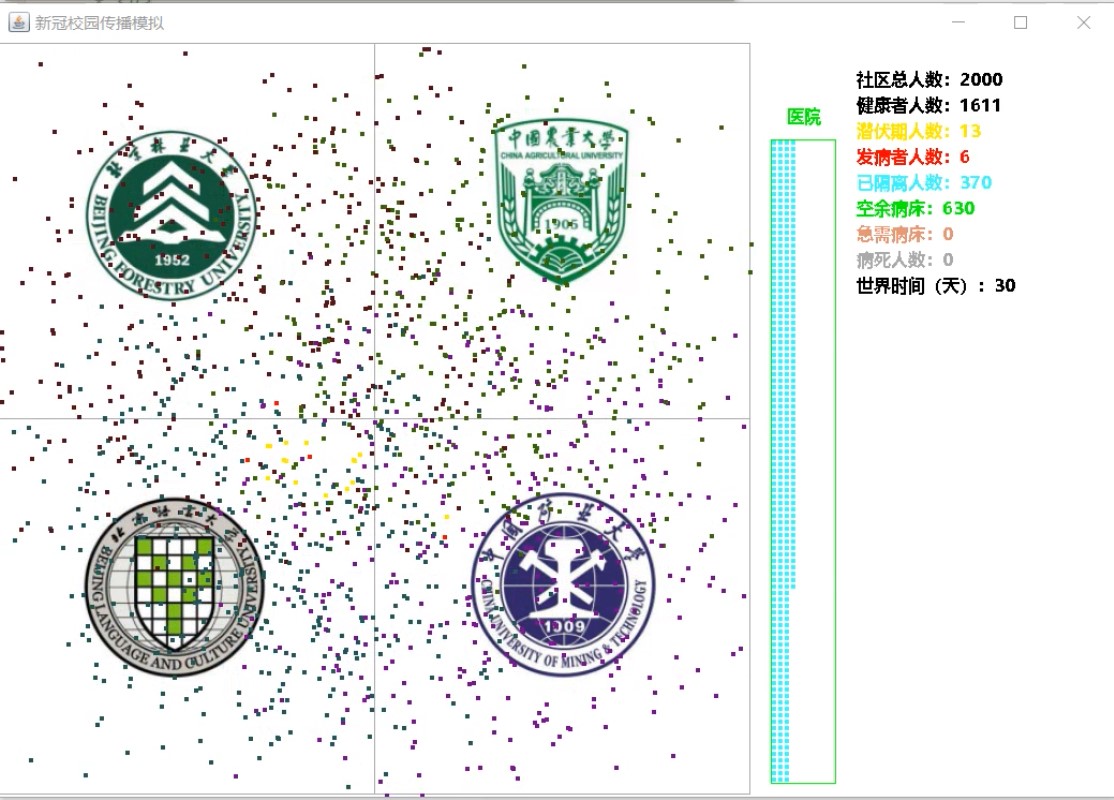 新冠校园传播模拟
北京林业大学
BEIJING FORESTRY UNIVERSITY
1952
中国农业大学
CHINA AGRICULTURAL UNIVERSITY
1905
北京语言大学
BEIJING LANGUAGE AND CULTURE UNIVERSITY
中国矿业大学
CHINA UNIVERSITY OF MINING & TECHNOLOGY
1909
医院
社区总人数：2000
健康者人数：1611
潜伏期人数：13
发病者人数：6
已隔离人数：370
空余病床：630
急需病床：0
病死人数：0
世界时间（天）：30